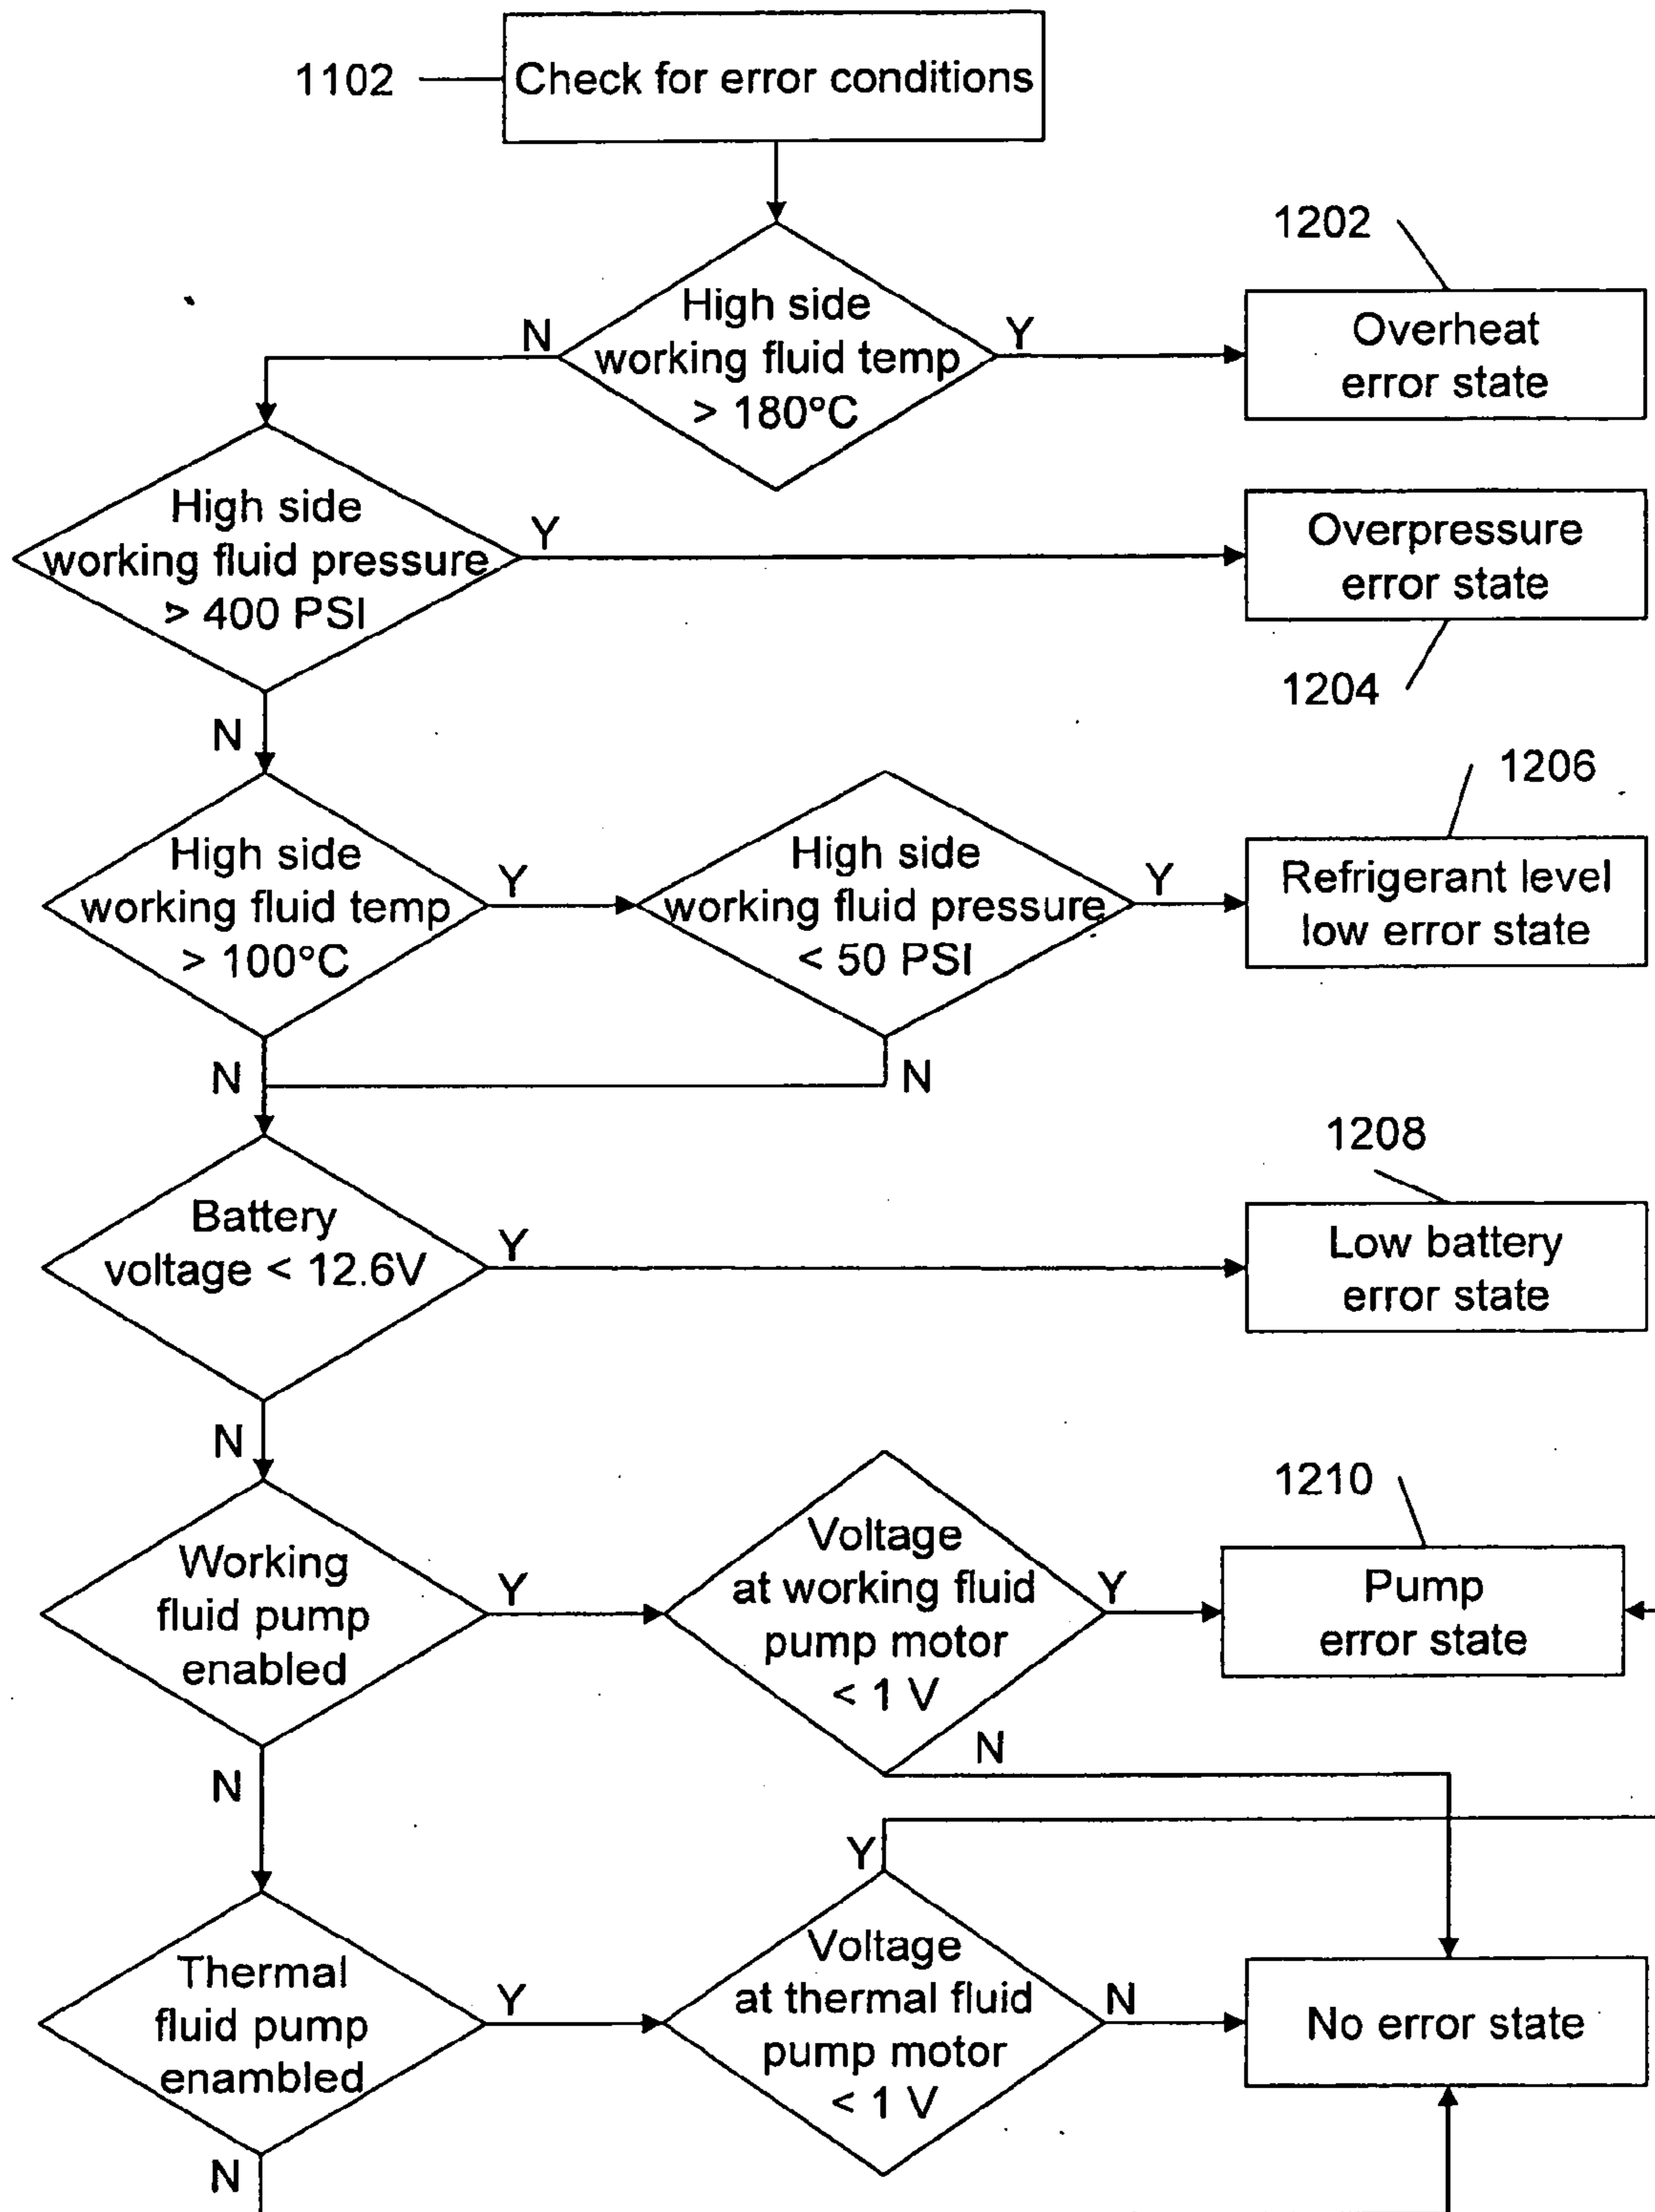 1102
Check for error conditions
1202
High side
working fluid temp
> 180°C
N
Y
Overheat
error state
High side
working fluid pressure
> 400 PSI
Y
Overpressure
error state
1204
N
1206
High side
working fluid temp
> 100°C
Y
High side
working fluid pressure
< 50 PSI
Y
Refrigerant level
low error state
N
N
1208
Battery
voltage < 12.6V
Y
Low battery
error state
N
1210
Working
fluid pump
enabled
Y
Voltage
at working fluid
pump motor
< 1 V
Y
Pump
error state
N
N
Y
Thermal
fluid pump
enambled
Y
Voltage
at thermal fluid
pump motor
< 1 V
N
No error state
N